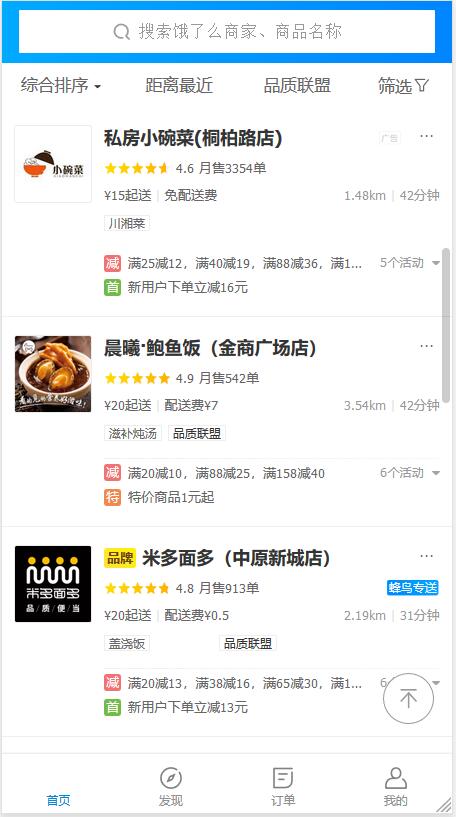 搜索饿了么商家、商品名称
综合排序 距离最近 品质联盟 筛选
小碗菜
私房小碗菜(桐柏路店) 广告 ...
4.6 月售3354单
¥15起送 | 免配送费 1.48km | 42分钟
川湘菜
减 满25减12，满40减19，满88减36，满1... 5个活动
首 新用户下单立减16元
晨曦·鲍鱼饭（金商广场店） ...
4.9 月售542单
¥20起送 | 配送费¥7 3.54km | 42分钟
滋补炖汤 品质联盟
减 满20减10，满88减25，满158减40 6个活动
特 特价商品1元起
米多面多
品/质/便/当
品牌 米多面多（中原新城店） ...
4.8 月售913单 蜂鸟专送
¥20起送 | 配送费¥0.5 2.19km | 31分钟
盖浇饭 品质联盟
减 满20减13，满38减16，满65减30，满1... 6
首 新用户下单立减13元
首页 发现 订单 我的